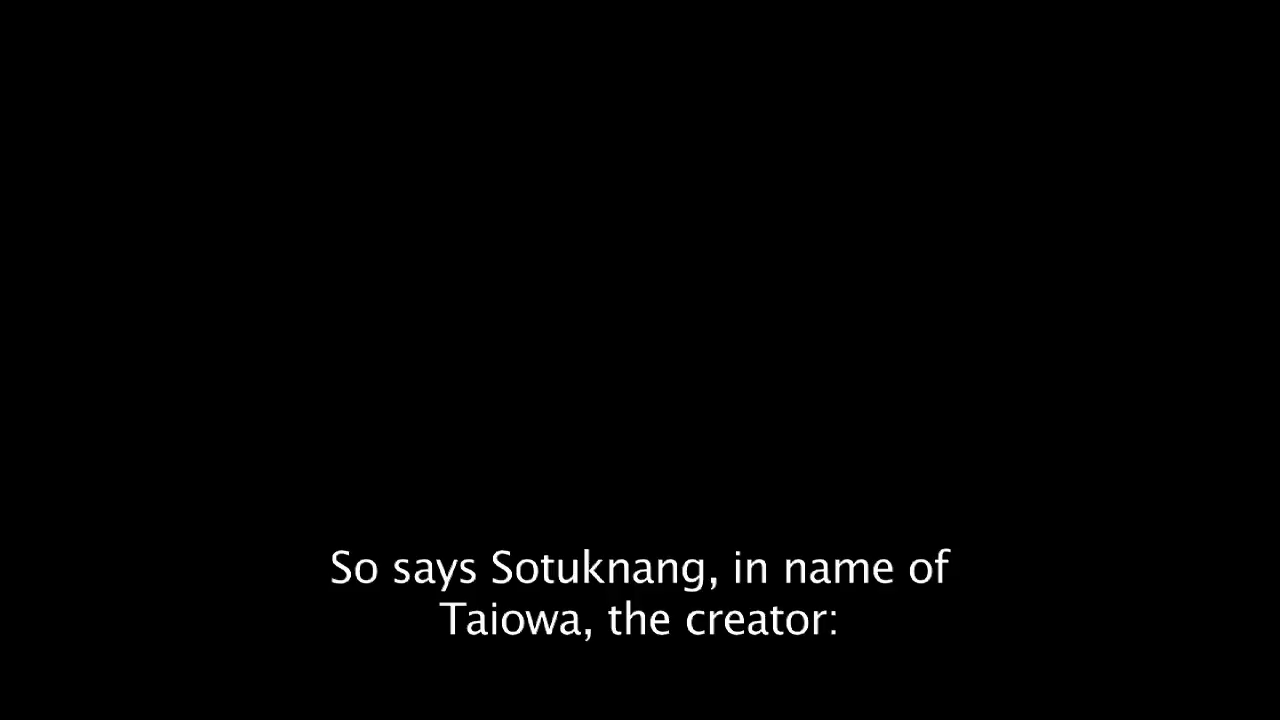 So says Sotuknang, in name of
Taiowa, the creator: